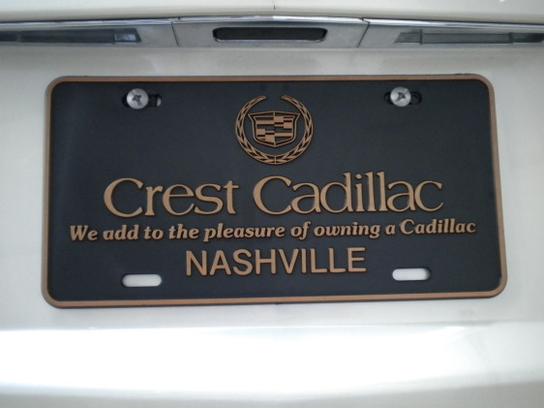 Crest Cadillac
We add to the pleasure of owning a Cadillac
NASHVILLE